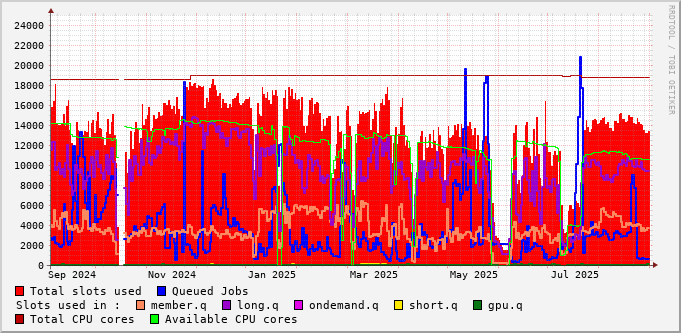 RRDTOOL / TOBI OETIKER
24000
22000
20000
18000
16000
14000
12000
10000
8000
6000
4000
2000
0
Sep 2024 Nov 2024 Jan 2025 Mar 2025 May 2025 Jul 2025
Total slots used Queued Jobs
Slots used in : member.q long.q ondemand.q short.q gpu.q
Total CPU cores Available CPU cores